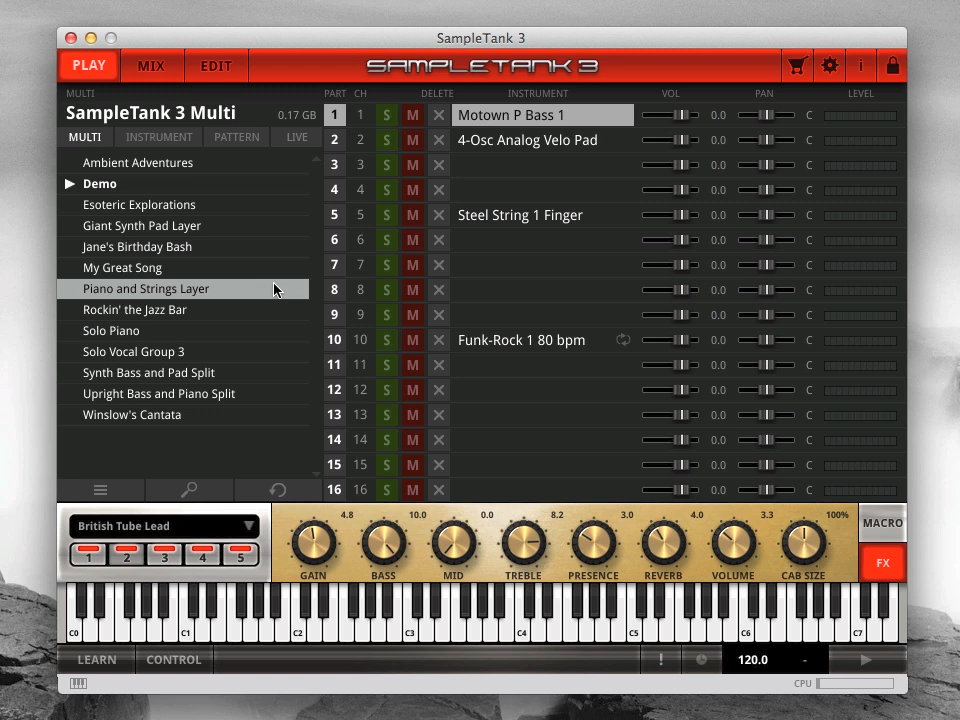 SampleTank 3
PLAY MIX EDIT SAMPLETANK 3 i
MULTI PART CH DELETE INSTRUMENT VOL PAN LEVEL
SampleTank 3 Multi 0.17 GB
MULTI INSTRUMENT PATTERN LIVE
Ambient Adventures
Demo
Esoteric Explorations
Giant Synth Pad Layer
Jane's Birthday Bash
My Great Song
Piano and Strings Layer
Rockin' the Jazz Bar
Solo Piano
Solo Vocal Group 3
Synth Bass and Pad Split
Upright Bass and Piano Split
Winslow's Cantata
1 1 S M X Motown P Bass 1 0.0 C
2 2 S M X 4-Osc Analog Velo Pad 0.0 C
3 3 S M X 0.0 C
4 4 S M X 0.0 C
5 5 S M X Steel String 1 Finger 0.0 C
6 6 S M X 0.0 C
7 7 S M X 0.0 C
8 8 S M X 0.0 C
9 9 S M X 0.0 C
10 10 S M X Funk-Rock 1 80 bpm 0.0 C
11 11 S M X 0.0 C
12 12 S M X 0.0 C
13 13 S M X 0.0 C
14 14 S M X 0.0 C
15 15 S M X 0.0 C
16 16 S M X 0.0 C
British Tube Lead
1 2 3 4 5
4.8 10.0 0.0 8.2 3.0 4.0 3.3 100%
GAIN BASS MID TREBLE PRESENCE REVERB VOLUME CAB SIZE
MACRO
FX
C0 C1 C2 C3 C4 C5 C6 C7
LEARN CONTROL ! 120.0 -
CPU